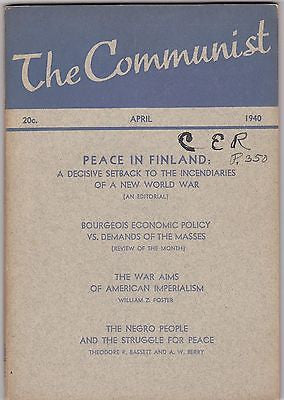 The Communist
20c. APRIL 1940
C E R
PEACE IN FINLAND: P. 350
A DECISIVE SETBACK TO THE INCENDIARIES
OF A NEW WORLD WAR
(AN EDITORIAL)
BOURGEOIS ECONOMIC POLICY
VS. DEMANDS OF THE MASSES
(REVIEW OF THE MONTH)
THE WAR AIMS
OF AMERICAN IMPERIALISM
WILLIAM Z. FOSTER
THE NEGRO PEOPLE
AND THE STRUGGLE FOR PEACE
THEODORE R. BASSETT AND A. W. BERRY